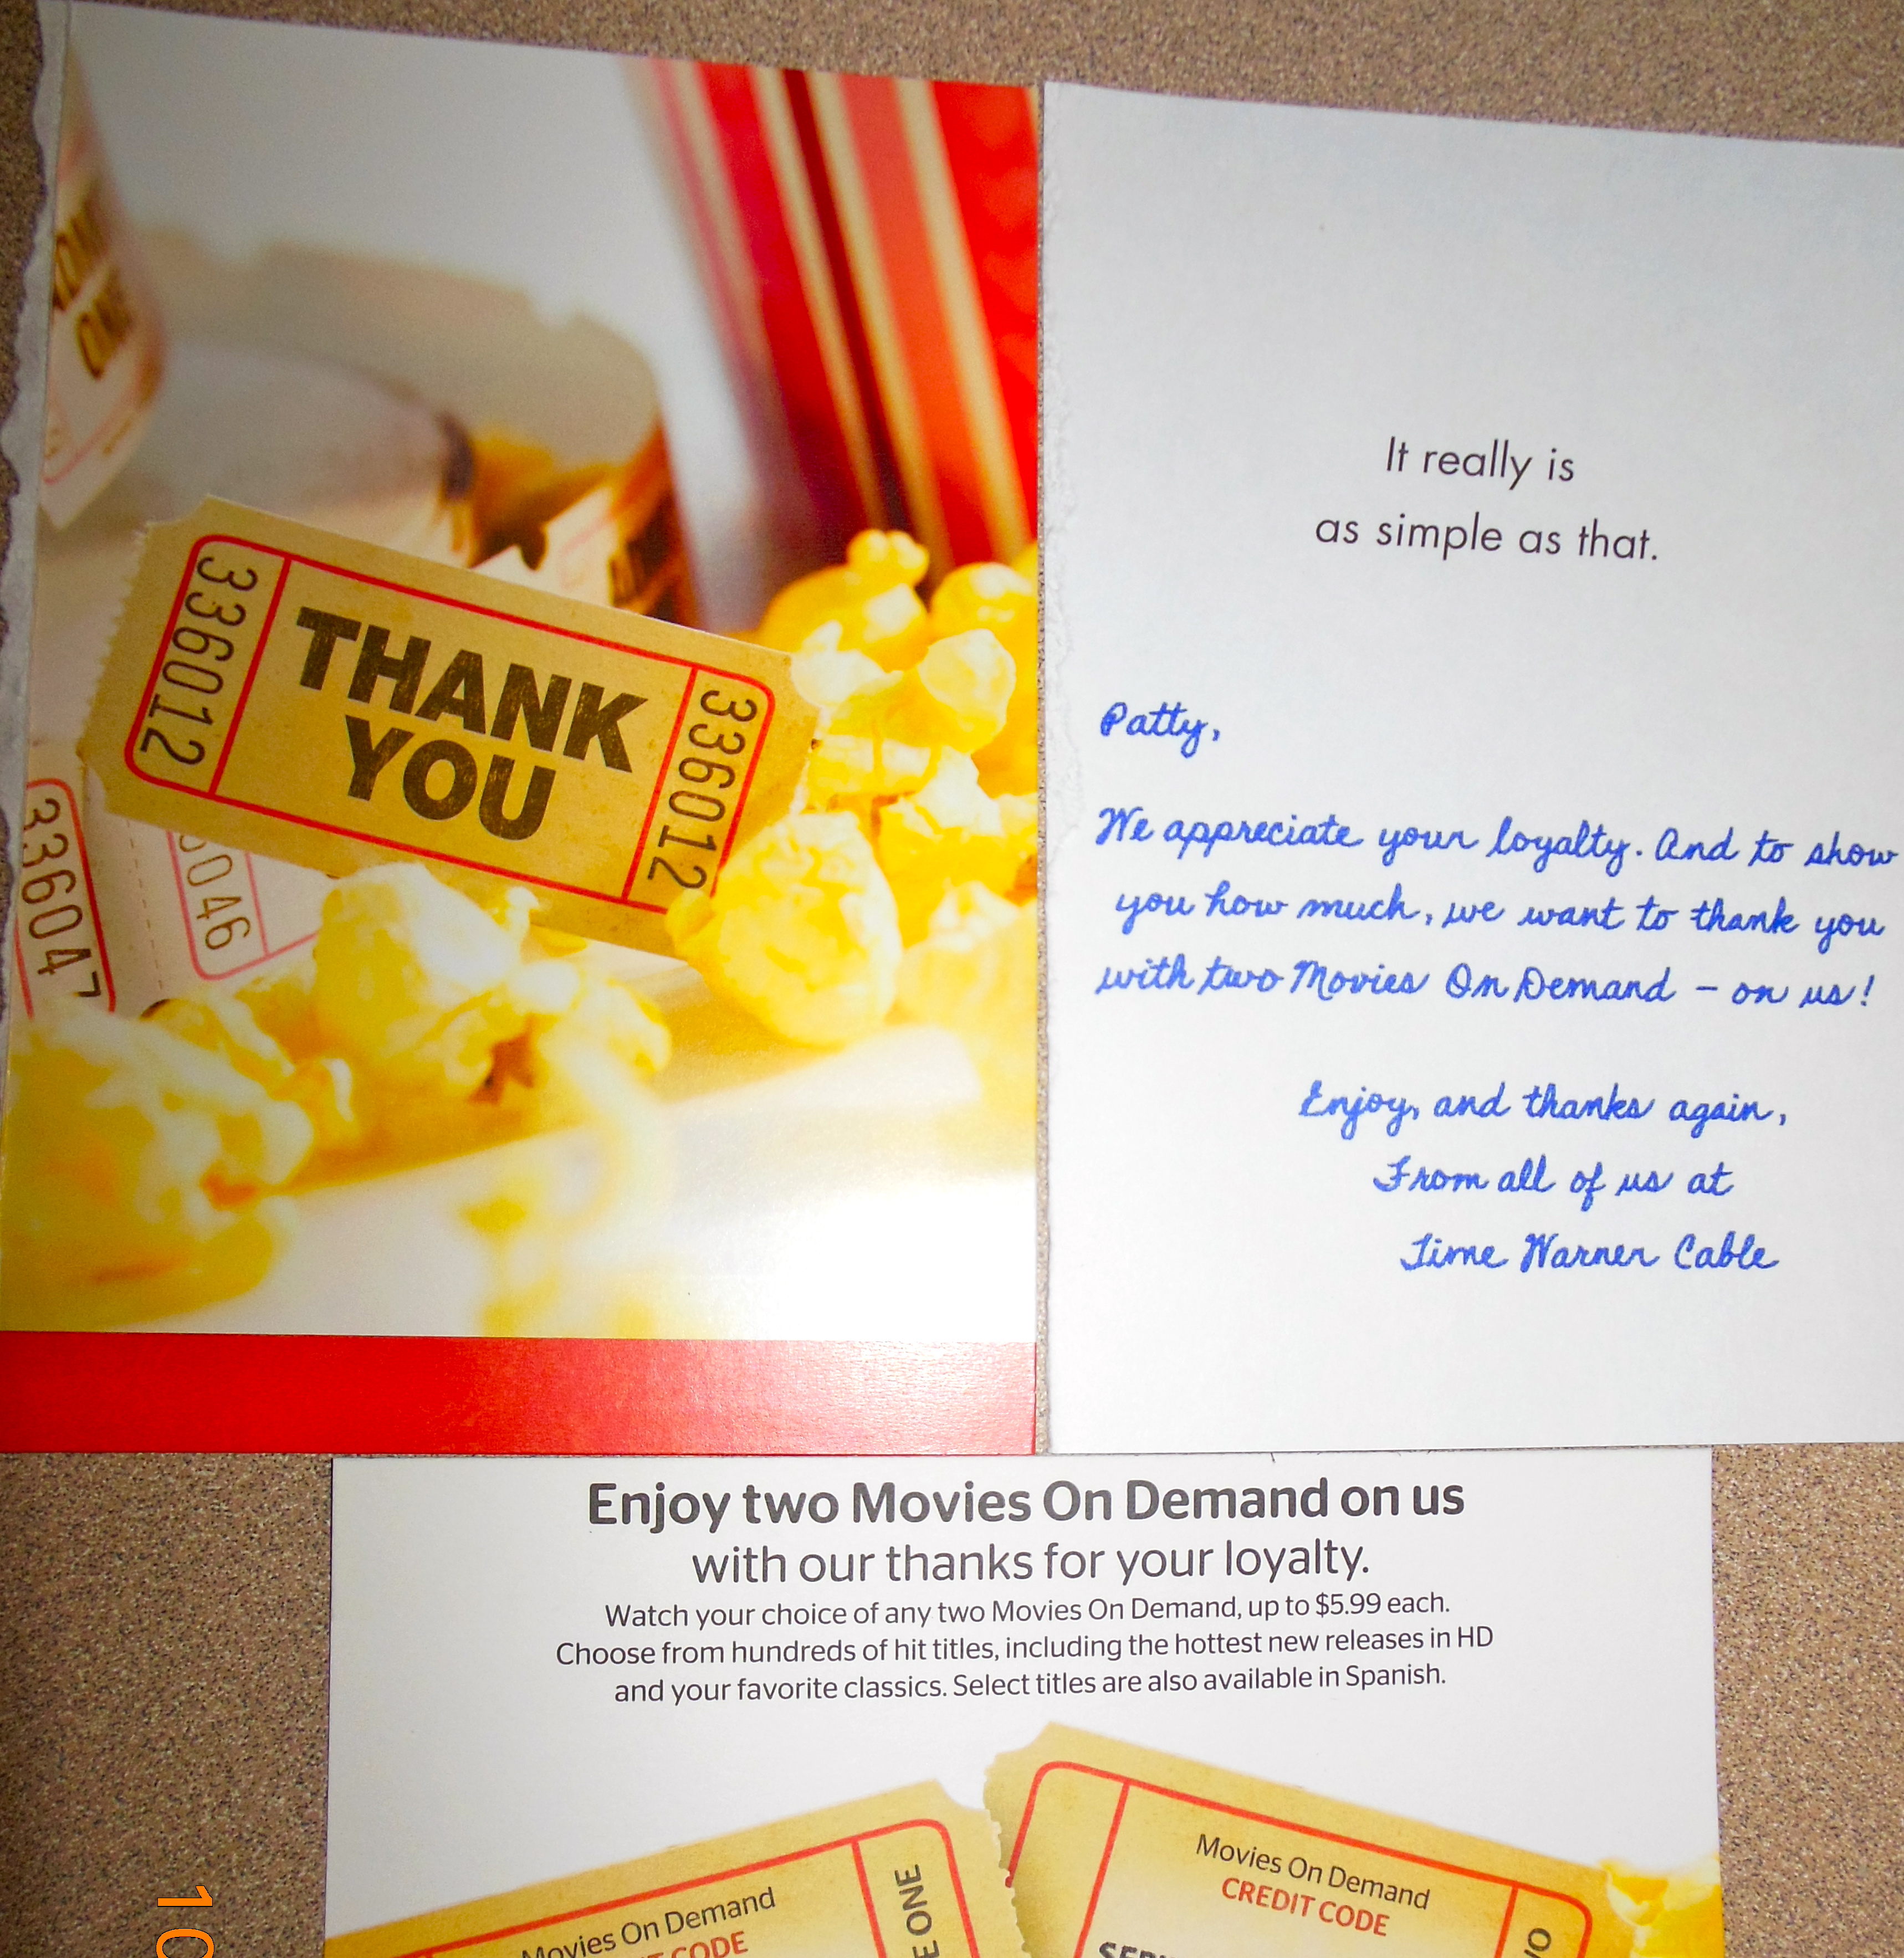 ONE
THANK
YOU
336012
336012
336047
It really is
as simple as that.
Patty,
We appreciate your loyalty. And to show
you how much, we want to thank you
with two Movies On Demand – on us!
Enjoy, and thanks again,
From all of us at
Time Warner Cable
Enjoy two Movies On Demand on us
with our thanks for your loyalty.
Watch your choice of any two Movies On Demand, up to $5.99 each.
Choose from hundreds of hit titles, including the hottest new releases in HD
and your favorite classics. Select titles are also available in Spanish.
Movies On Demand
CODE
ONE
Movies On Demand
CREDIT CODE
10